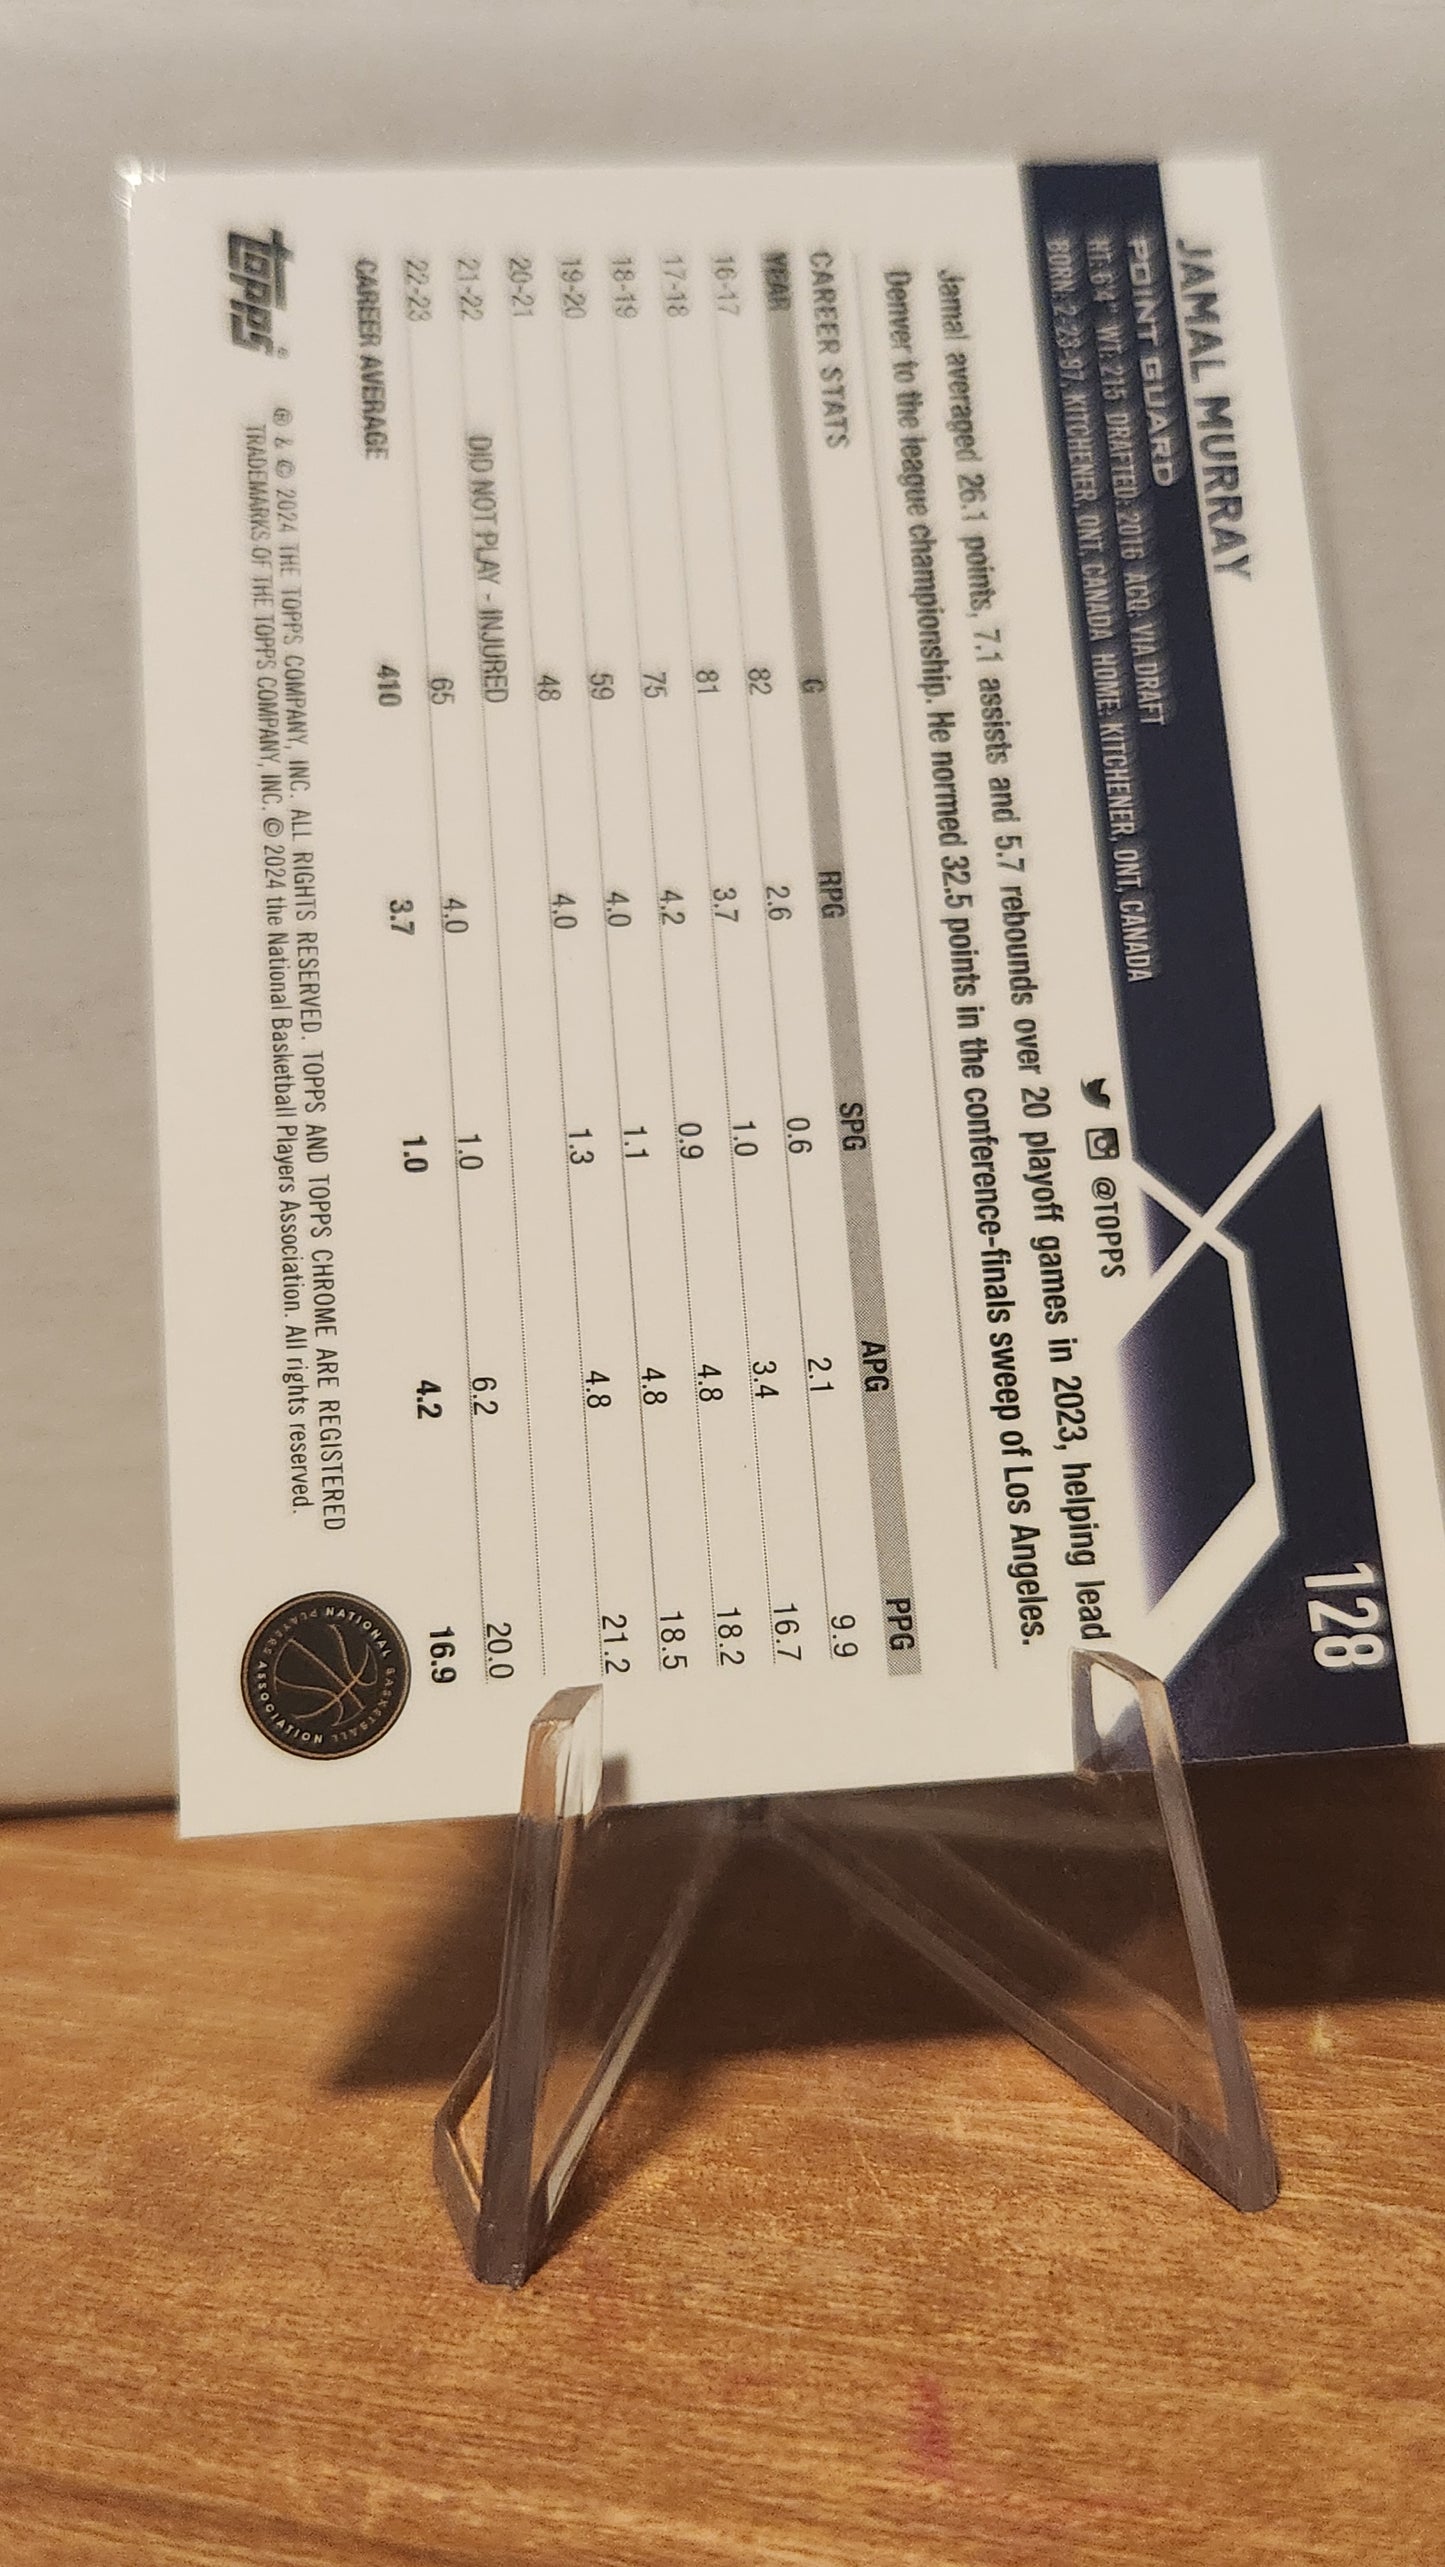 128
JAMAL MURRAY
POINT GUARD
HT: 6'4" WT: 215 DRAFTED: 2016 ACQ. VIA DRAFT
BORN: 2-23-97, KITCHENER, ONT, CANADA HOME: KITCHENER, ONT, CANADA
@TOPPS
Jamal averaged 26.1 points, 7.1 assists and 5.7 rebounds over 20 playoff games in 2023, helping lead
Denver to the league championship. He normed 32.5 points in the conference-finals sweep of Los Angeles.
CAREER STATS
YEAR G RPG SPG APG PPG
16-17 82 2.6 0.6 2.1 9.9
17-18 81 3.7 1.0 3.4 16.7
18-19 75 4.2 0.9 4.8 18.2
19-20 59 4.0 1.1 4.8 18.5
20-21 48 4.0 1.3 4.8 21.2
21-22 DID NOT PLAY - INJURED
22-23 65 4.0 1.0 6.2 20.0
CAREER AVERAGE 410 3.7 1.0 4.2 16.9
TOPPS®
® & © 2024 THE TOPPS COMPANY, INC. ALL RIGHTS RESERVED. TOPPS AND TOPPS CHROME ARE REGISTERED
TRADEMARKS OF THE TOPPS COMPANY, INC. © 2024 the National Basketball Players Association. All rights reserved.
NATIONAL BASKETBALL PLAYERS ASSOCIATION